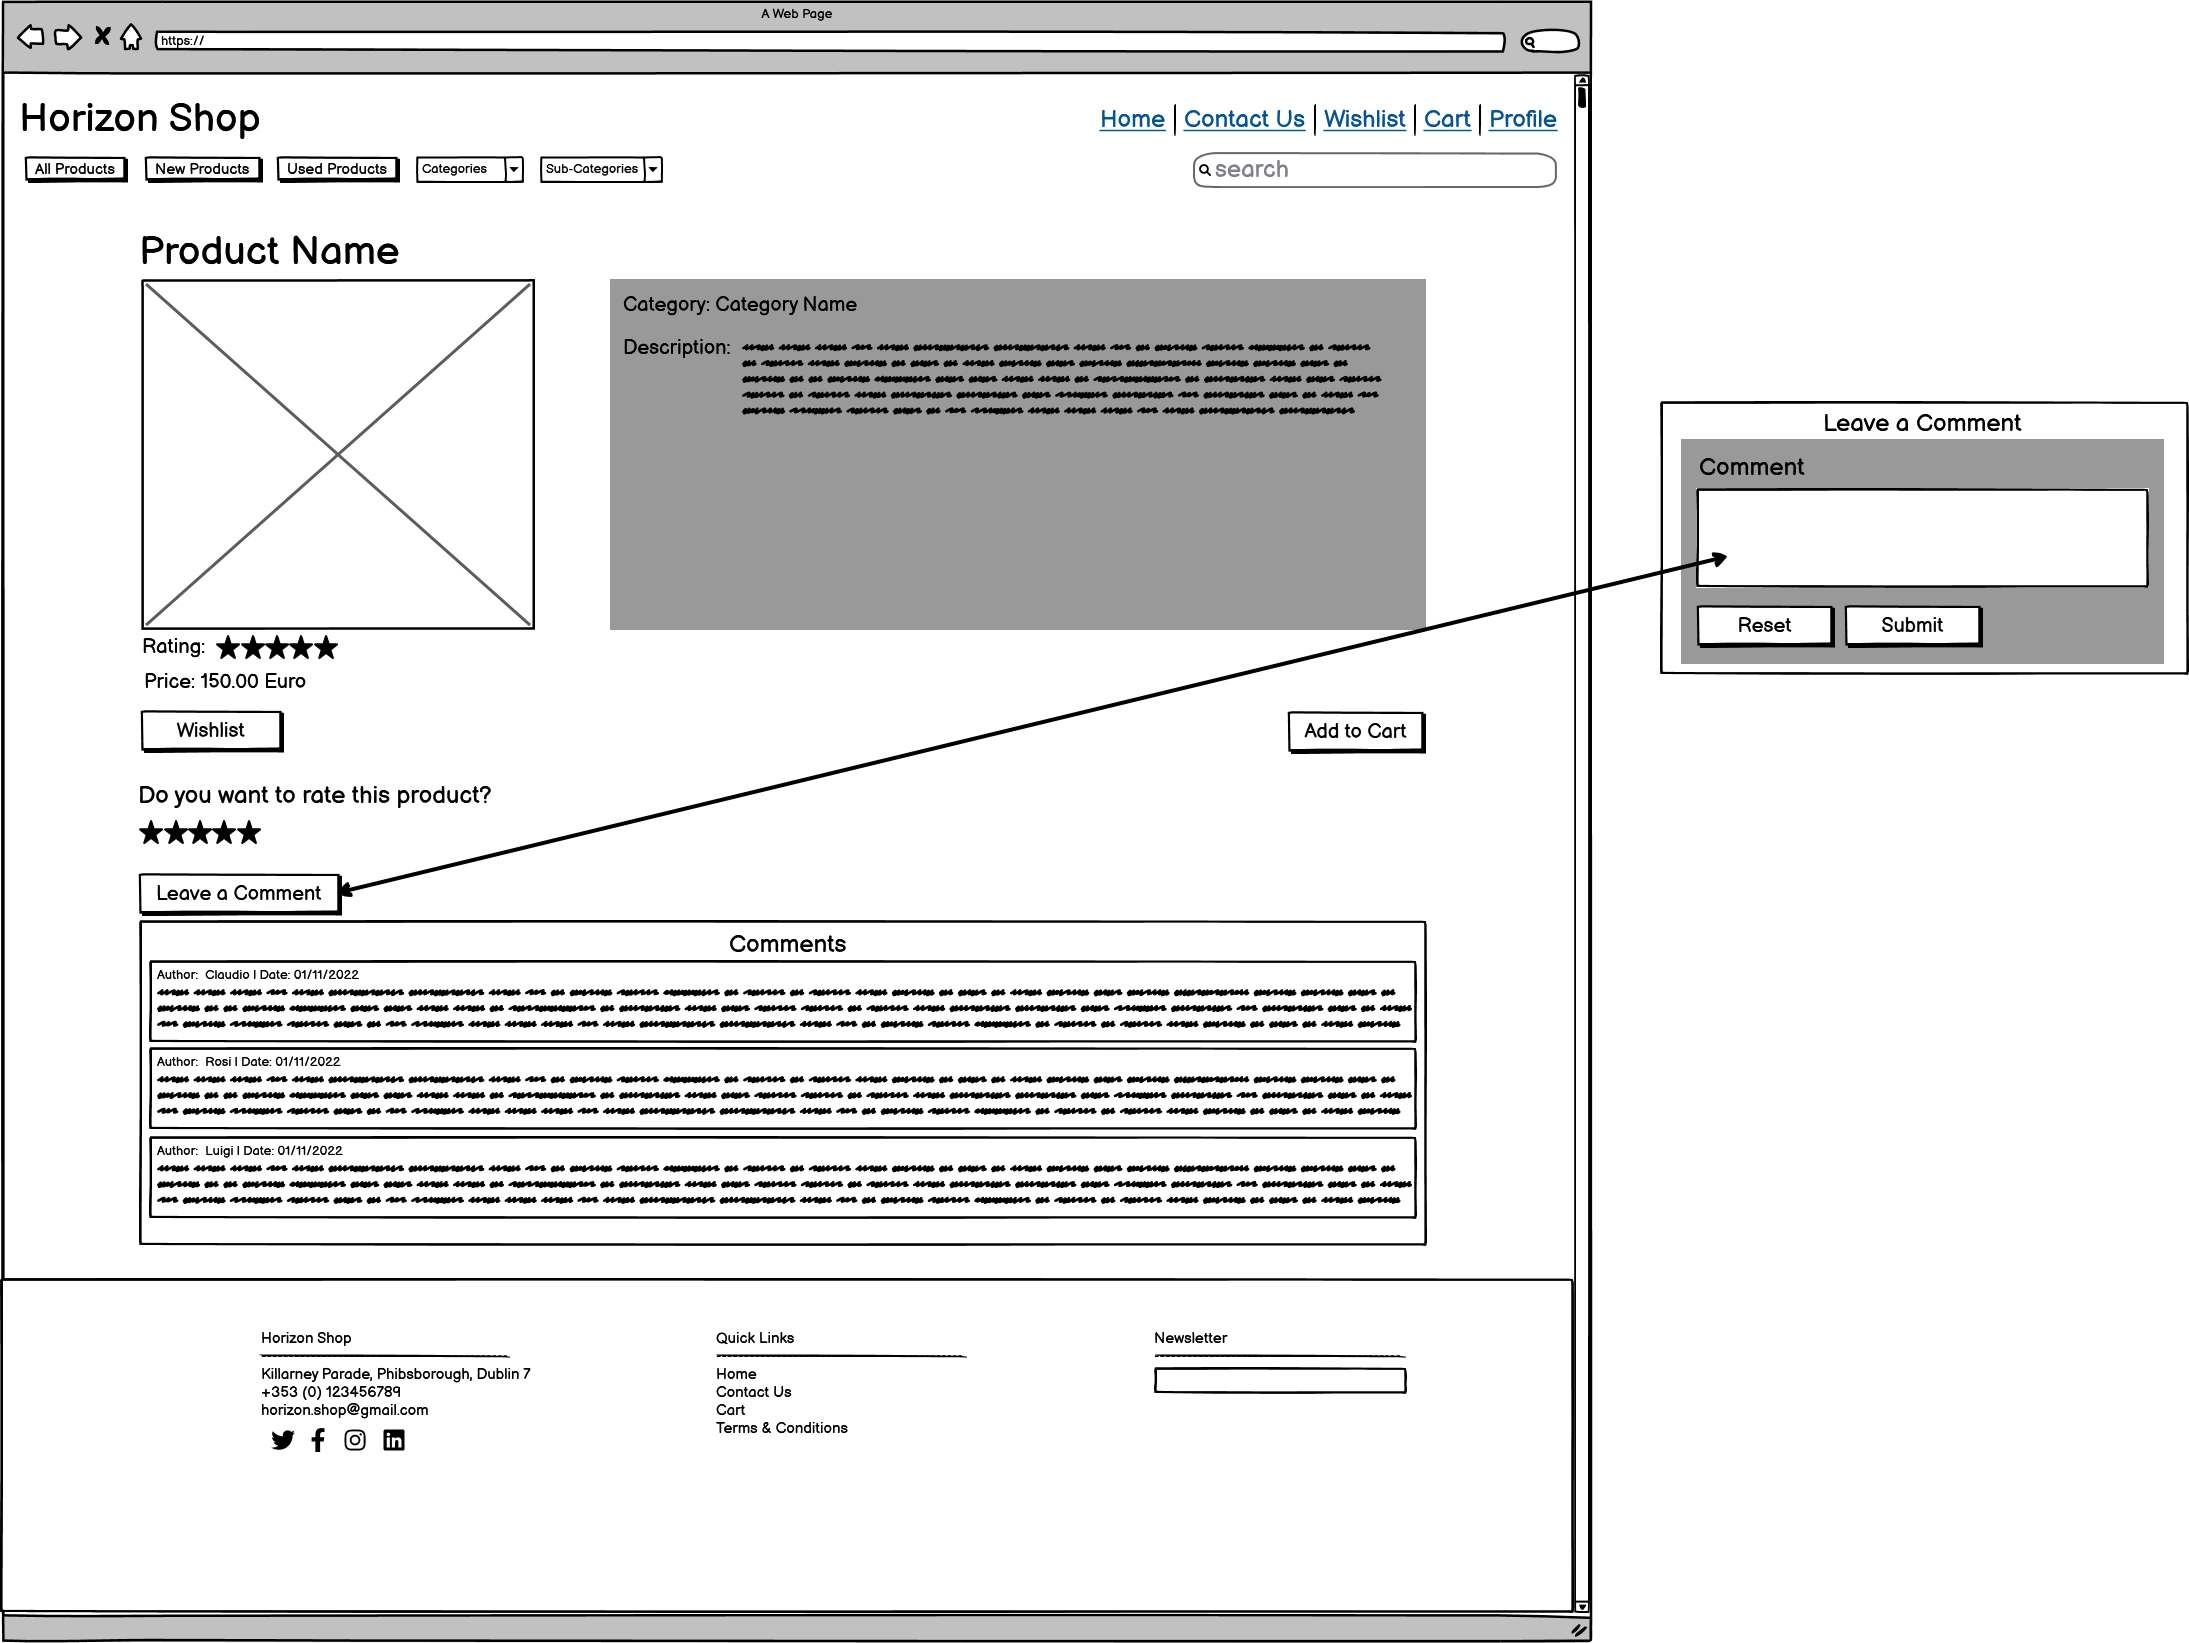 A Web Page
https://
Horizon Shop
Home Contact Us Wishlist Cart Profile
All Products New Products Used Products Categories Sub-Categories
search
Product Name
Category: Category Name
Description:
Rating:
Price: 150.00 Euro
Wishlist
Add to Cart
Do you want to rate this product?
Leave a Comment
Comments
Author: Claudio | Date: 01/11/2022
Author: Rosi | Date: 01/11/2022
Author: Luigi | Date: 01/11/2022
Horizon Shop
Killarney Parade, Phibsborough, Dublin 7
+353 (0) 123456789
horizon.shop@gmail.com
Quick Links
Home
Contact Us
Cart
Terms & Conditions
Newsletter
Leave a Comment
Comment
Reset Submit